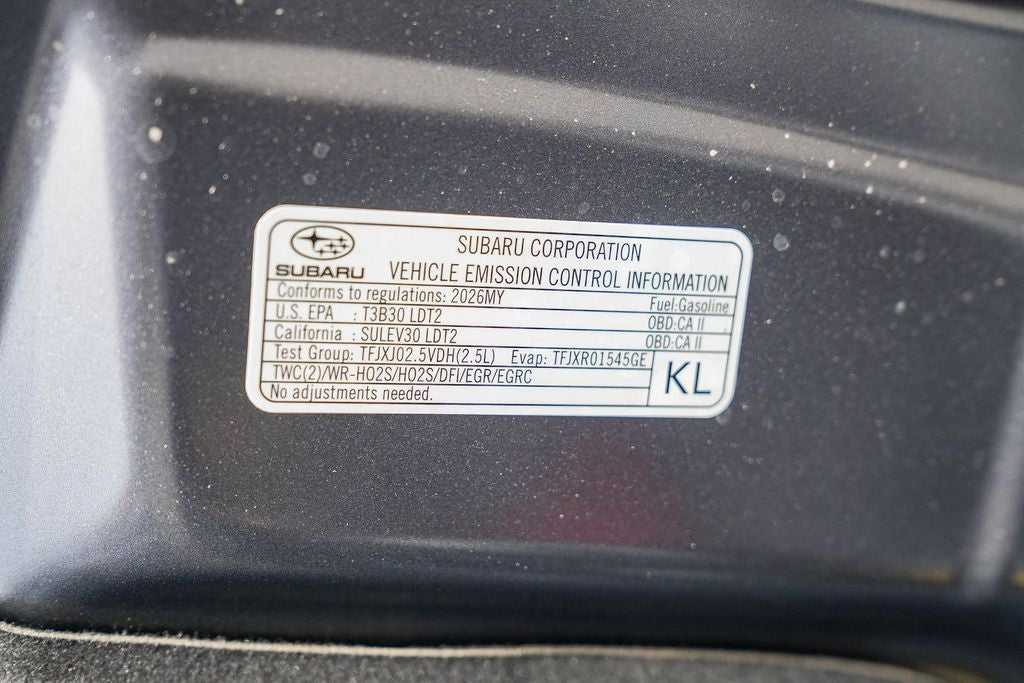 SUBARU
SUBARU CORPORATION
VEHICLE EMISSION CONTROL INFORMATION
Conforms to regulations: 2026MY Fuel:Gasoline
U.S. EPA : T3B30 LDT2 OBD:CA II
California : SULEV30 LDT2 OBD:CA II
Test Group: TFJXJ02.5VDH(2.5L) Evap: TFJXR01545GE
TWC(2)/WR-HO2S/HO2S/DFI/EGR/EGRC
No adjustments needed.
KL